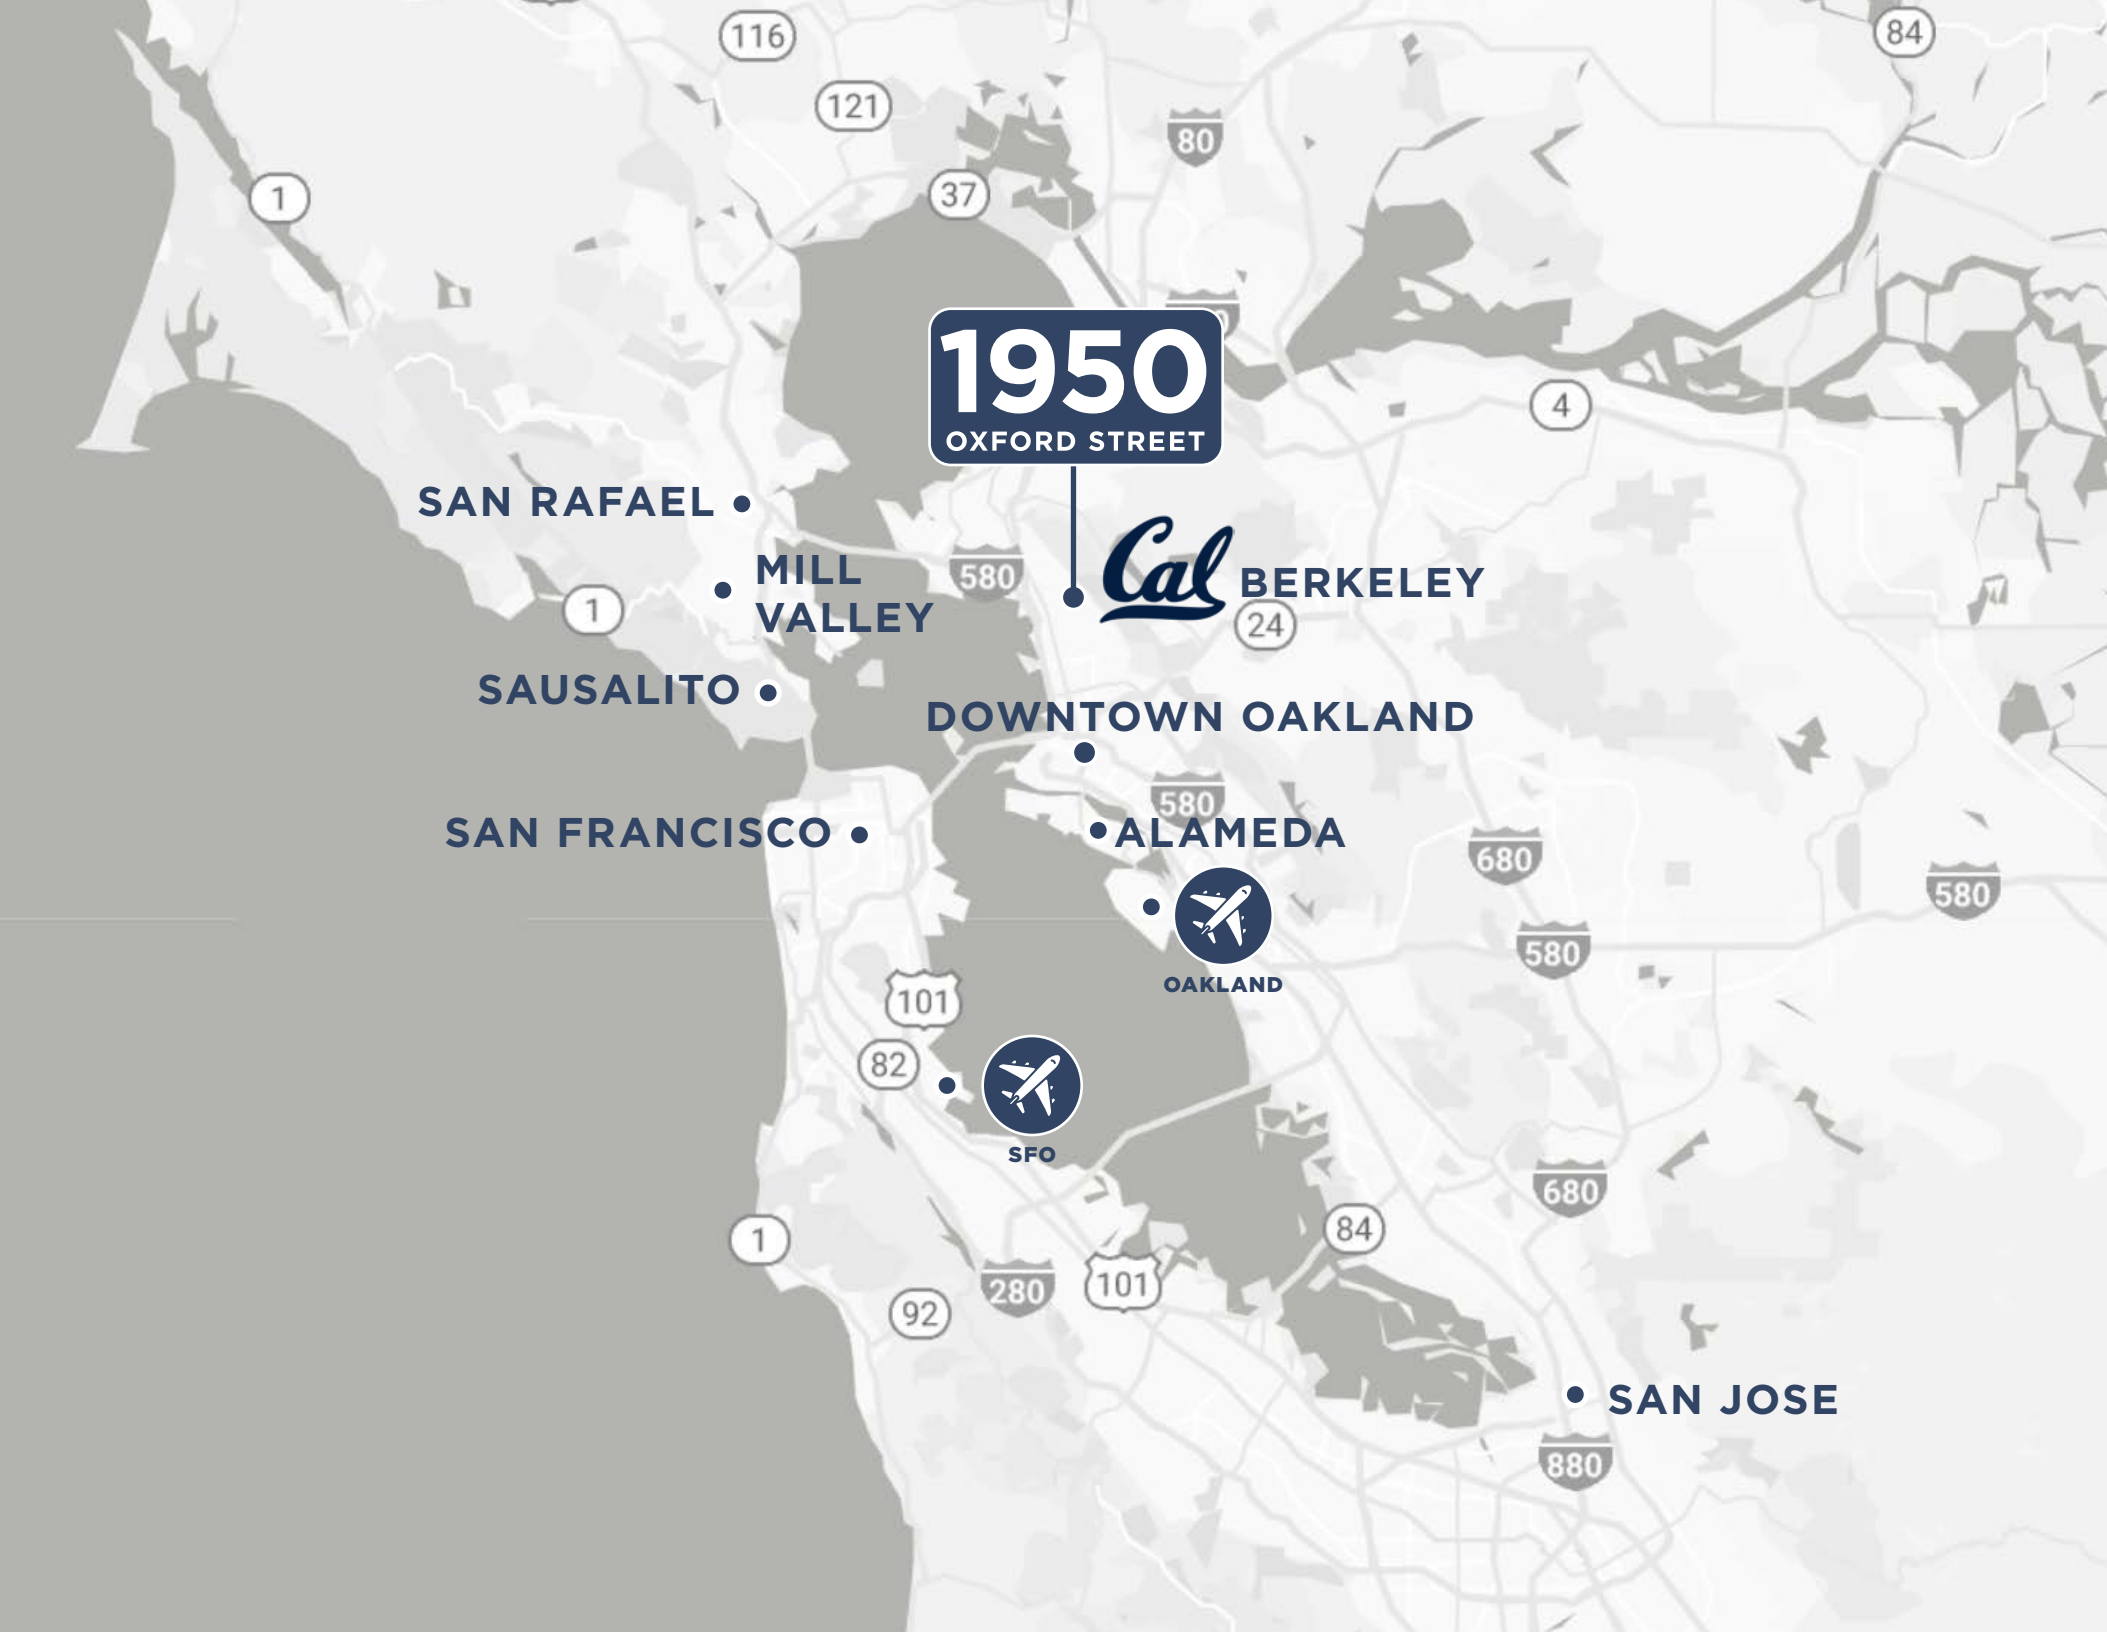 116
84
121
80
37
1
1950
OXFORD STREET
4
SAN RAFAEL
Cal
BERKELEY
MILL
VALLEY
580
1
24
SAUSALITO
DOWNTOWN OAKLAND
580
SAN FRANCISCO
ALAMEDA
680
580
580
OAKLAND
101
82
SFO
680
1
84
280
101
92
SAN JOSE
880